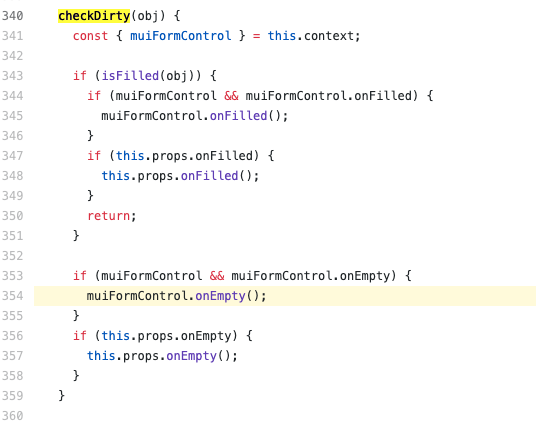 340 checkDirty(obj) {
341 const { muiFormControl } = this.context;
342
343 if (isFilled(obj)) {
344 if (muiFormControl && muiFormControl.onFilled) {
345 muiFormControl.onFilled();
346 }
347 if (this.props.onFilled) {
348 this.props.onFilled();
349 }
350 return;
351 }
352
353 if (muiFormControl && muiFormControl.onEmpty) {
354 muiFormControl.onEmpty();
355 }
356 if (this.props.onEmpty) {
357 this.props.onEmpty();
358 }
359 }
360